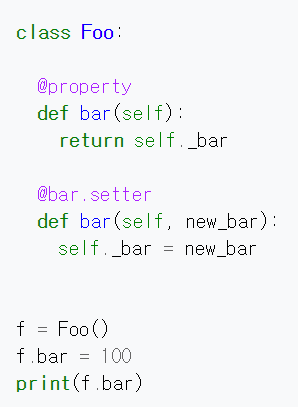 class Foo:
  @property
  def bar(self):
    return self._bar
  @bar.setter
  def bar(self, new_bar):
    self._bar = new_bar
f = Foo()
f.bar = 100
print(f.bar)